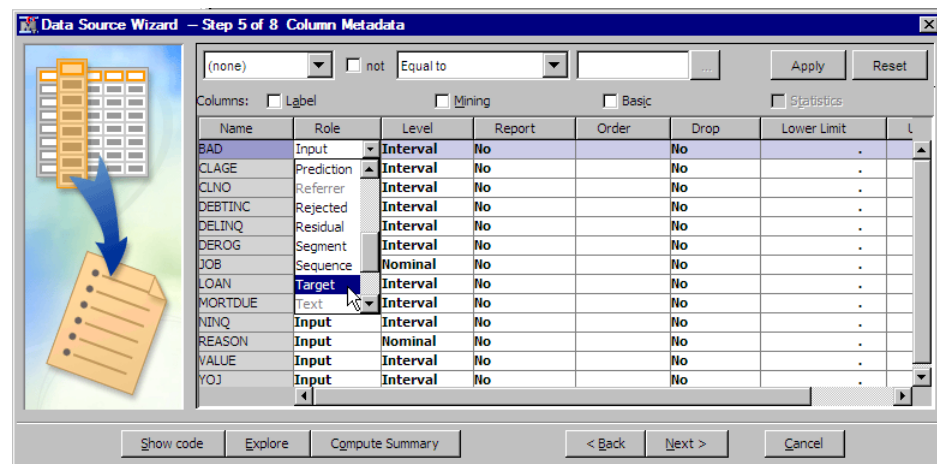 Data Source Wizard – Step 5 of 8 Column Metadata
(none) not Equal to ... Apply Reset
Columns: Label Mining Basic Statistics
Name Role Level Report Order Drop Lower Limit
BAD Input Interval No No .
CLAGE Prediction Interval No No .
CLNO Referrer Interval No No .
DEBTINC Rejected Interval No No .
DELINQ Residual Interval No No .
DEROG Segment Interval No No .
JOB Sequence Nominal No No .
LOAN Target Interval No No .
MORTDUE Text Interval No No .
NINQ Input Interval No No .
REASON Input Nominal No No .
VALUE Input Interval No No .
YOJ Input Interval No No .
Show code Explore Compute Summary < Back Next > Cancel